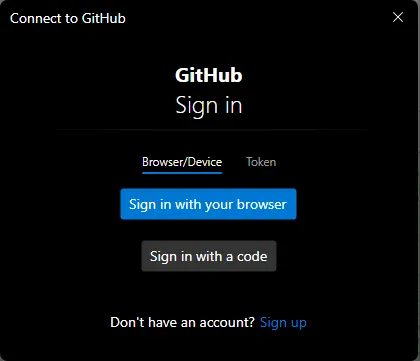 Connect to GitHub
GitHub
Sign in
Browser/Device Token
Sign in with your browser
Sign in with a code
Don't have an account? Sign up